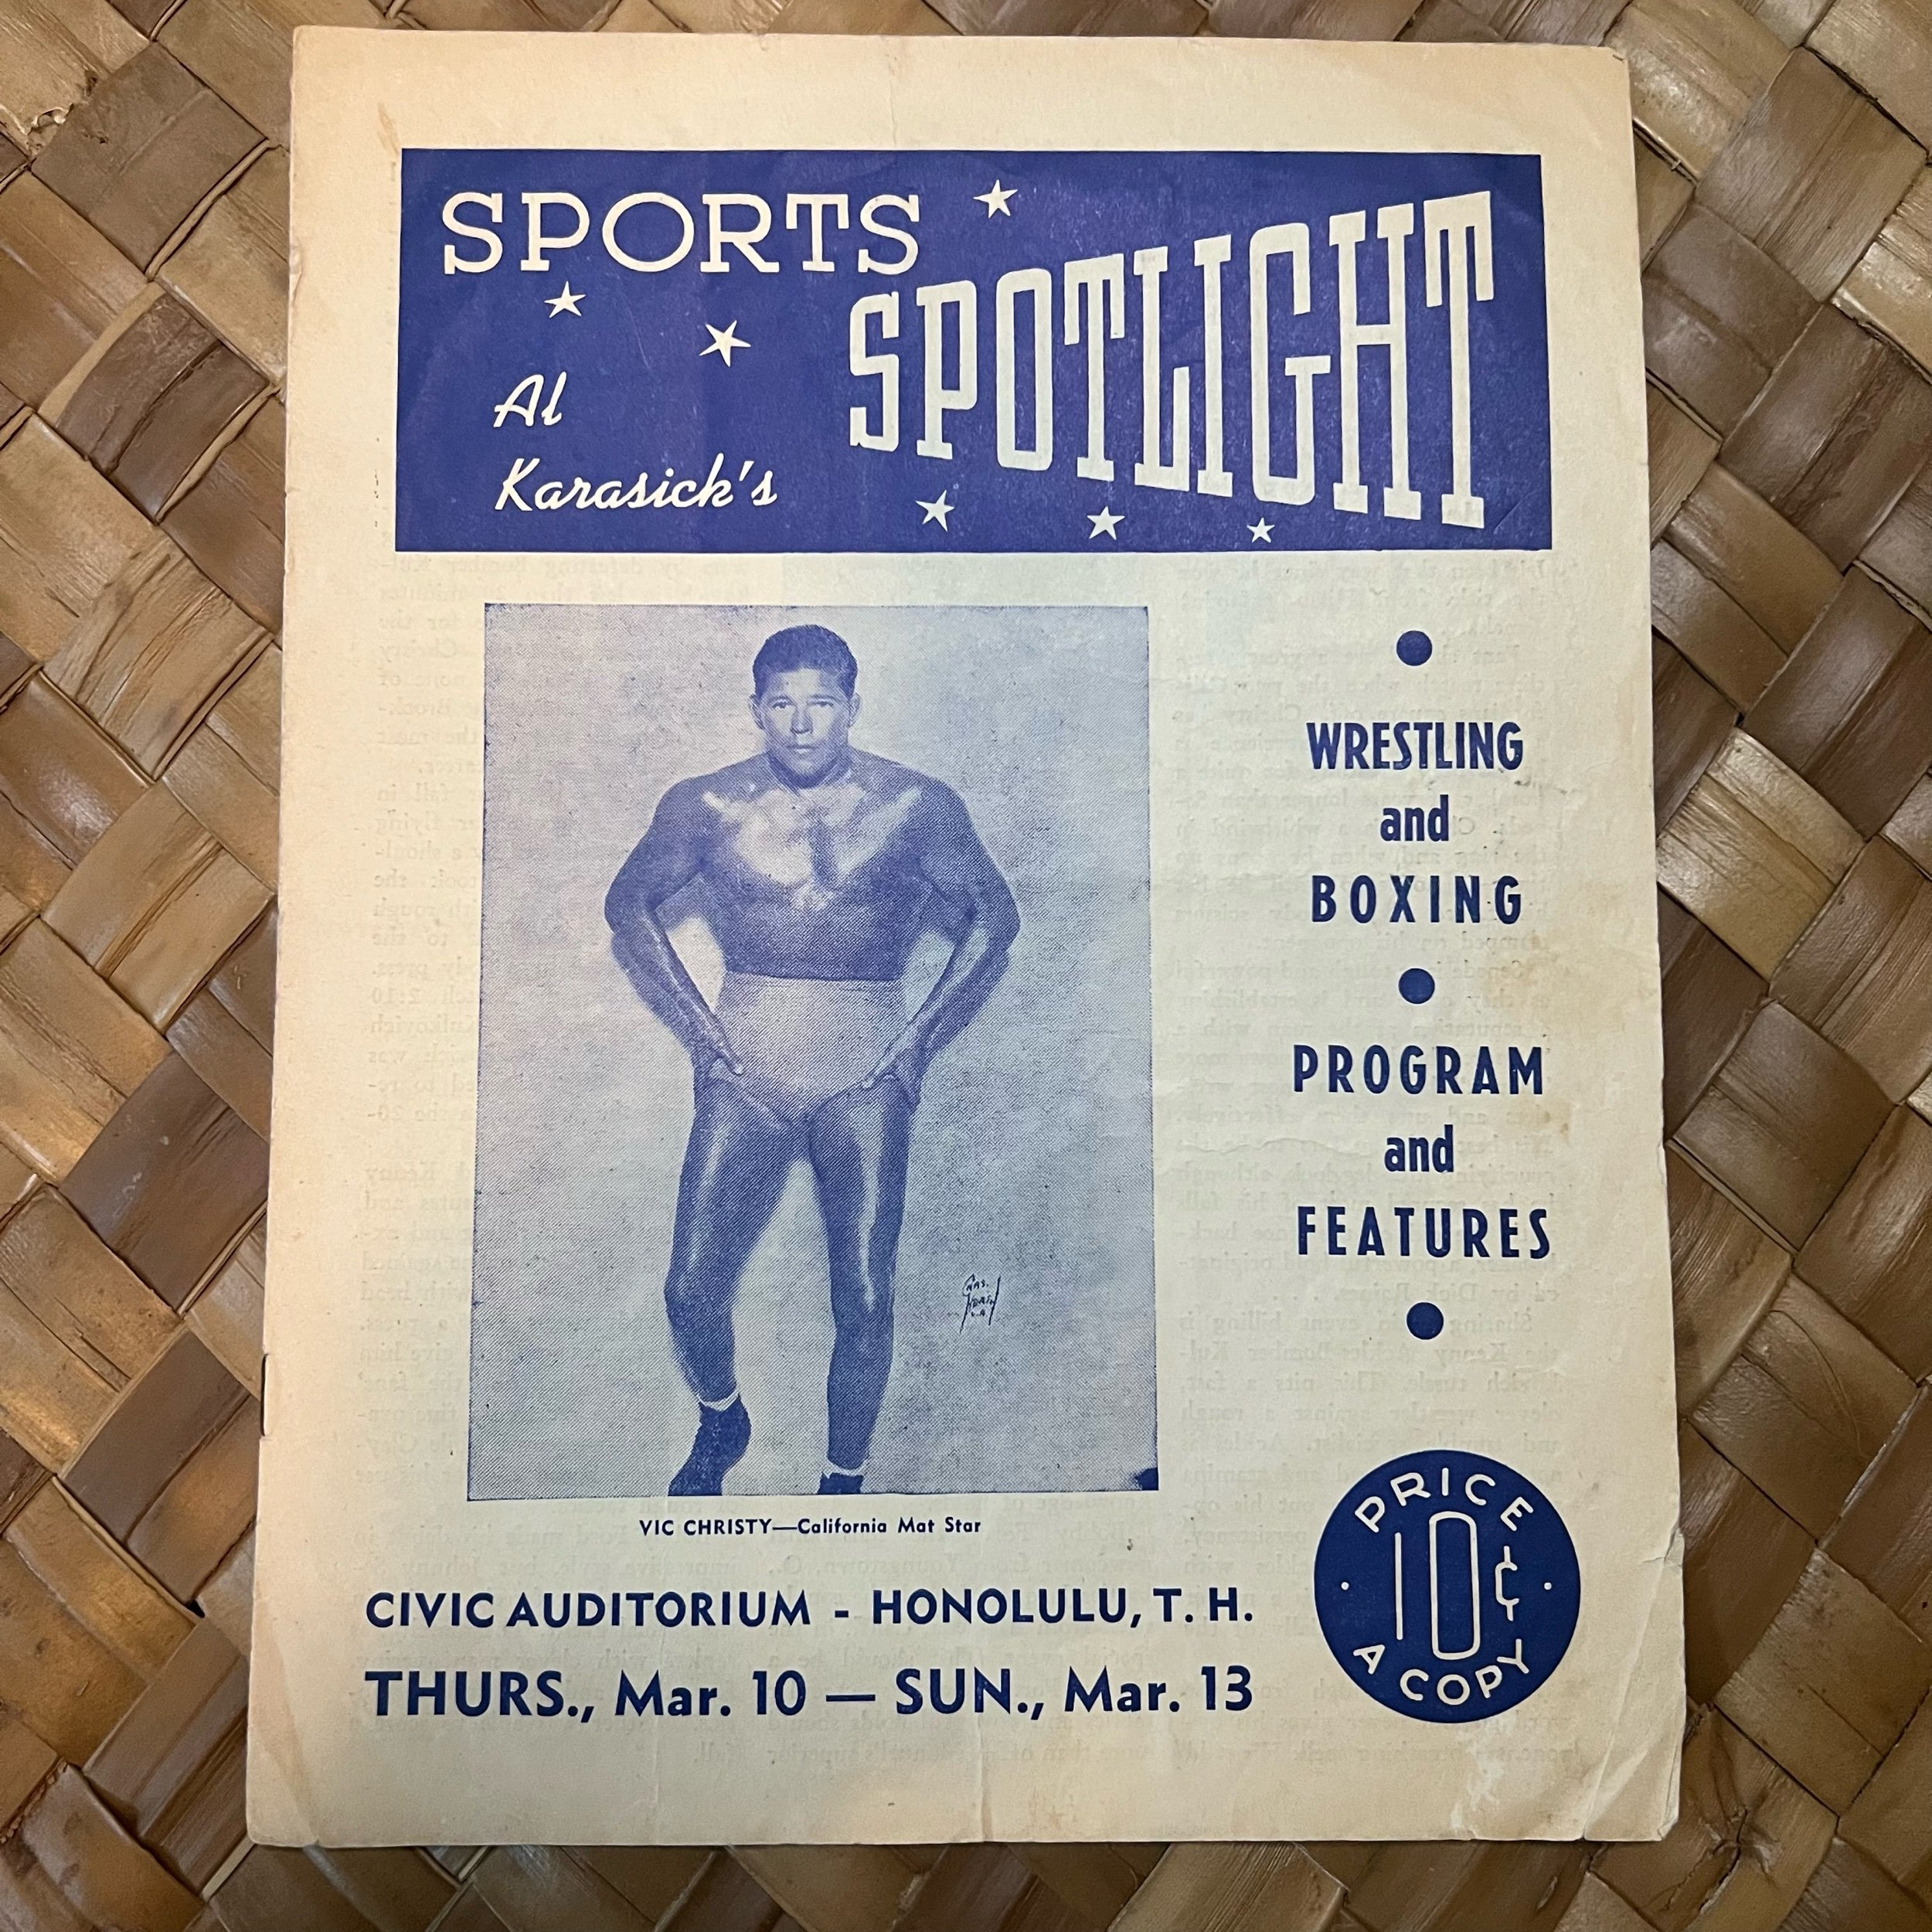 SPORTS
SPOTLIGHT
Al
Karasick's
WRESTLING
and
BOXING
PROGRAM
and
FEATURES
VIC CHRISTY—California Mat Star
CIVIC AUDITORIUM - HONOLULU, T. H.
THURS., Mar. 10 — SUN., Mar. 13
PRICE
10¢
A COPY